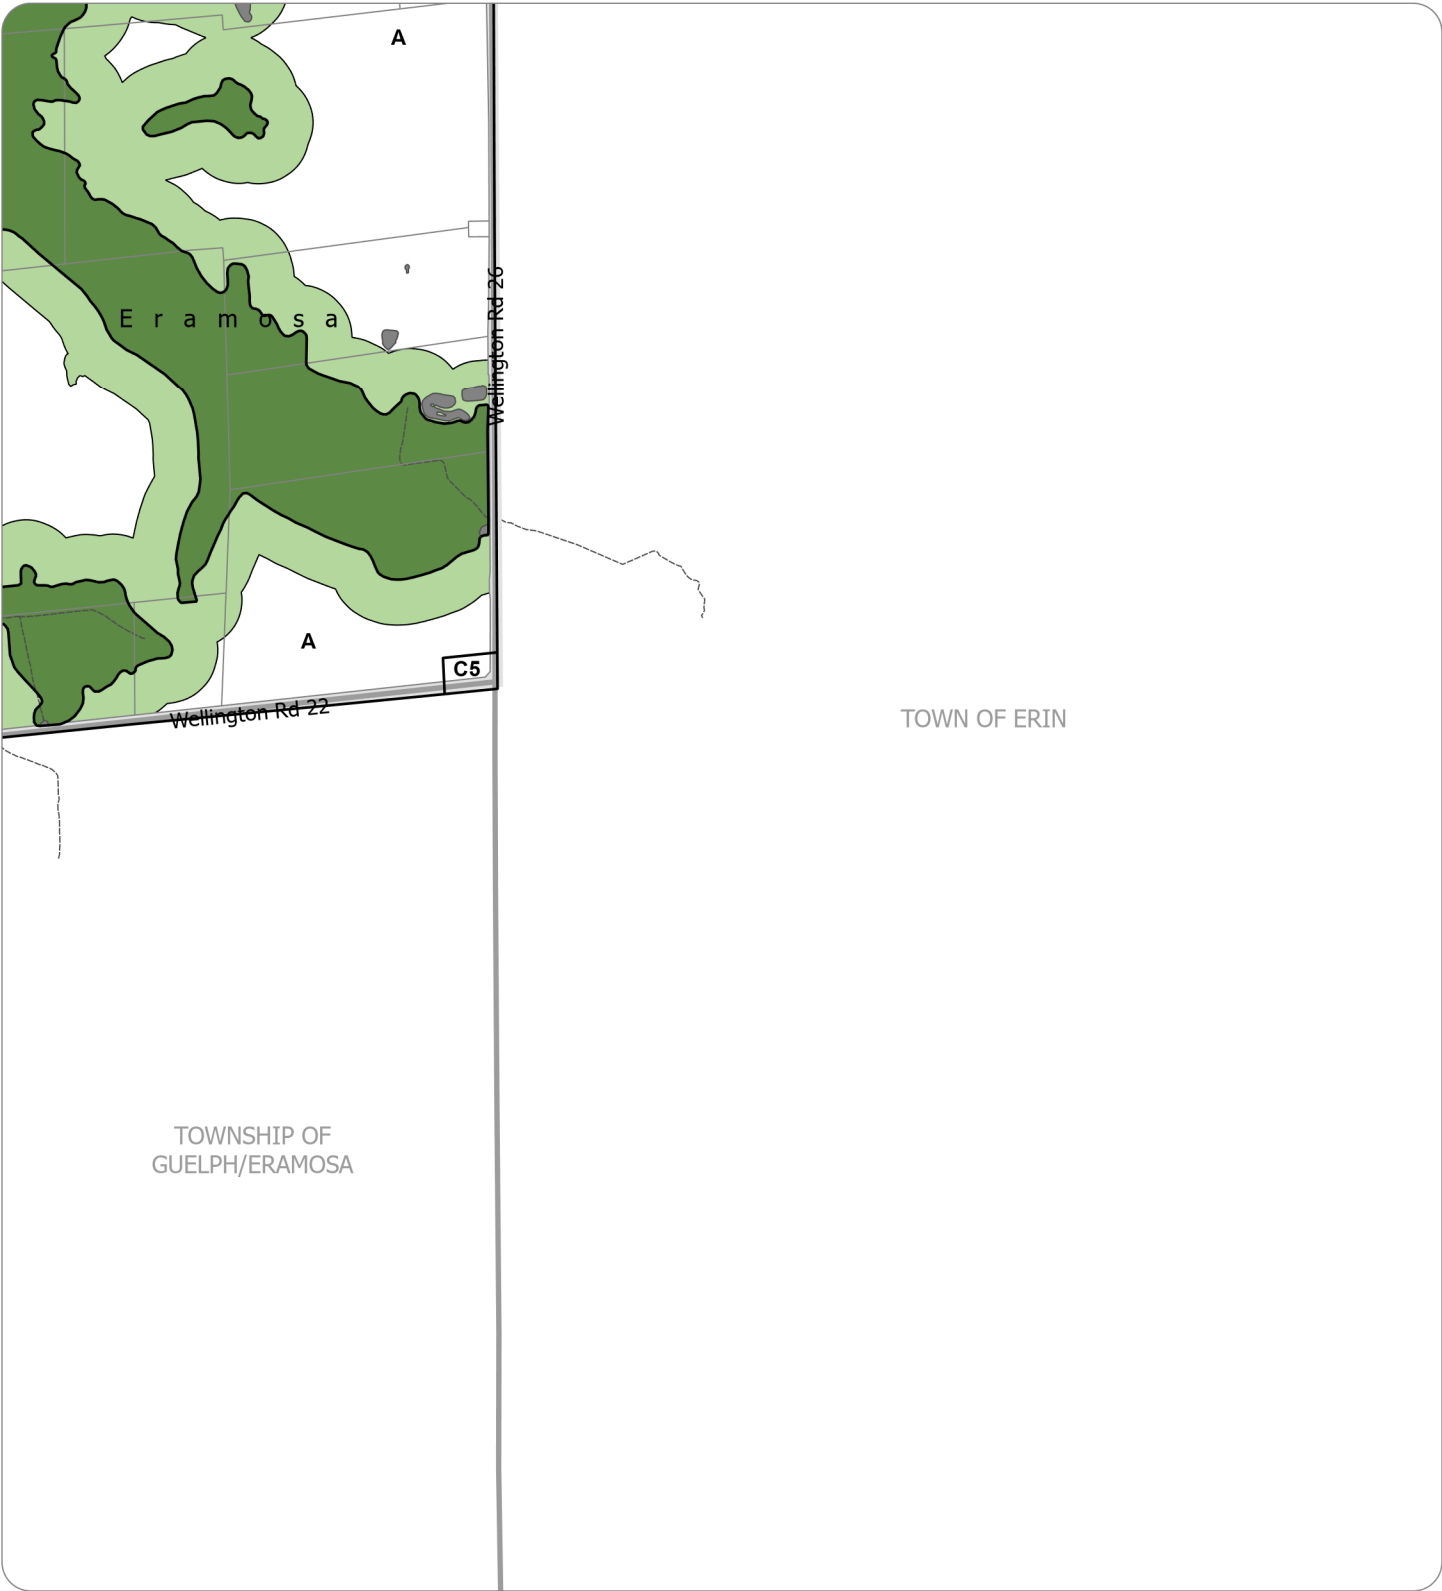 A
Wellington Rd 26
E r a m o s a
A
C5
Wellington Rd 22
TOWN OF ERIN
TOWNSHIP OF
GUELPH/ERAMOSA